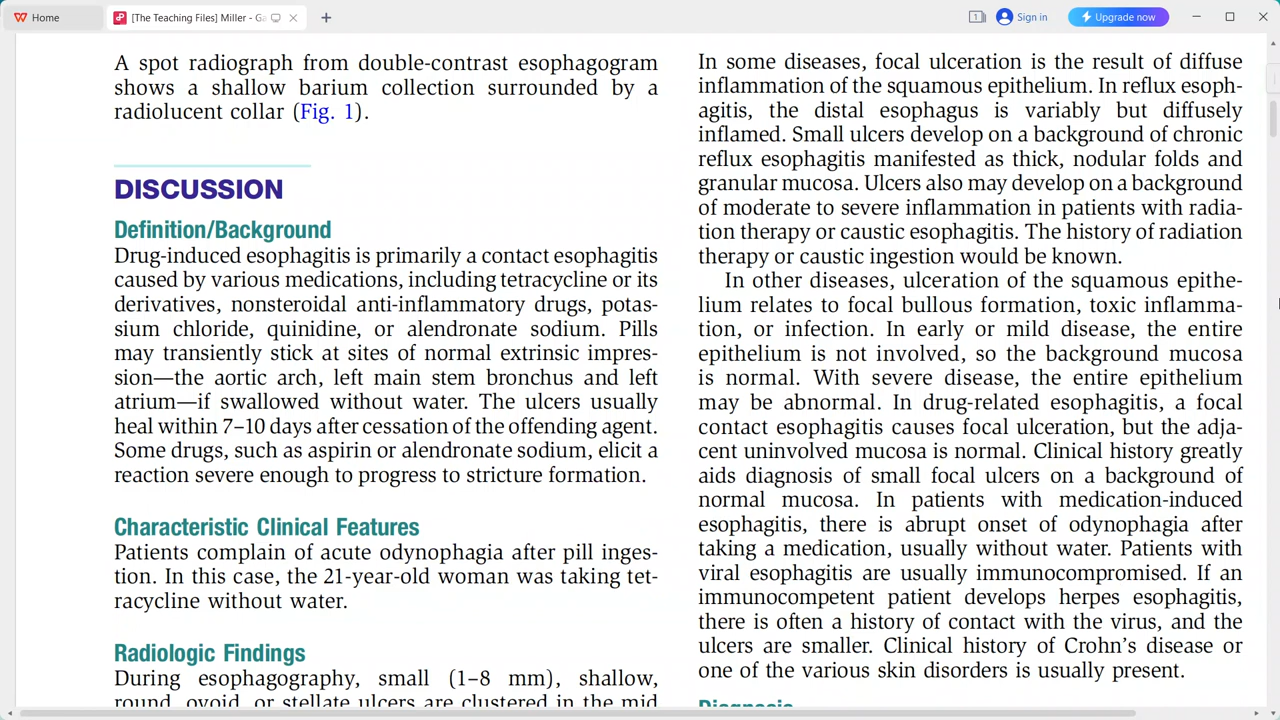 Home
[The Teaching Files] Miller - Ga
Sign in
Upgrade now
A spot radiograph from double-contrast esophagogram
shows a shallow barium collection surrounded by a
radiolucent collar (Fig. 1).
DISCUSSION
Definition/Background
Drug-induced esophagitis is primarily a contact esophagitis
caused by various medications, including tetracycline or its
derivatives, nonsteroidal anti-inflammatory drugs, potas-
sium chloride, quinidine, or alendronate sodium. Pills
may transiently stick at sites of normal extrinsic impres-
sion—the aortic arch, left main stem bronchus and left
atrium—if swallowed without water. The ulcers usually
heal within 7–10 days after cessation of the offending agent.
Some drugs, such as aspirin or alendronate sodium, elicit a
reaction severe enough to progress to stricture formation.
Characteristic Clinical Features
Patients complain of acute odynophagia after pill inges-
tion. In this case, the 21-year-old woman was taking tet-
racycline without water.
Radiologic Findings
During esophagography, small (1–8 mm), shallow,
round, ovoid, or stellate ulcers are clustered in the mid
In some diseases, focal ulceration is the result of diffuse
inflammation of the squamous epithelium. In reflux esoph-
agitis, the distal esophagus is variably but diffusely
inflamed. Small ulcers develop on a background of chronic
reflux esophagitis manifested as thick, nodular folds and
granular mucosa. Ulcers also may develop on a background
of moderate to severe inflammation in patients with radia-
tion therapy or caustic esophagitis. The history of radiation
therapy or caustic ingestion would be known.
In other diseases, ulceration of the squamous epithe-
lium relates to focal bullous formation, toxic inflamma-
tion, or infection. In early or mild disease, the entire
epithelium is not involved, so the background mucosa
is normal. With severe disease, the entire epithelium
may be abnormal. In drug-related esophagitis, a focal
contact esophagitis causes focal ulceration, but the adja-
cent uninvolved mucosa is normal. Clinical history greatly
aids diagnosis of small focal ulcers on a background of
normal mucosa. In patients with medication-induced
esophagitis, there is abrupt onset of odynophagia after
taking a medication, usually without water. Patients with
viral esophagitis are usually immunocompromised. If an
immunocompetent patient develops herpes esophagitis,
there is often a history of contact with the virus, and the
ulcers are smaller. Clinical history of Crohn's disease or
one of the various skin disorders is usually present.
Diagnosis